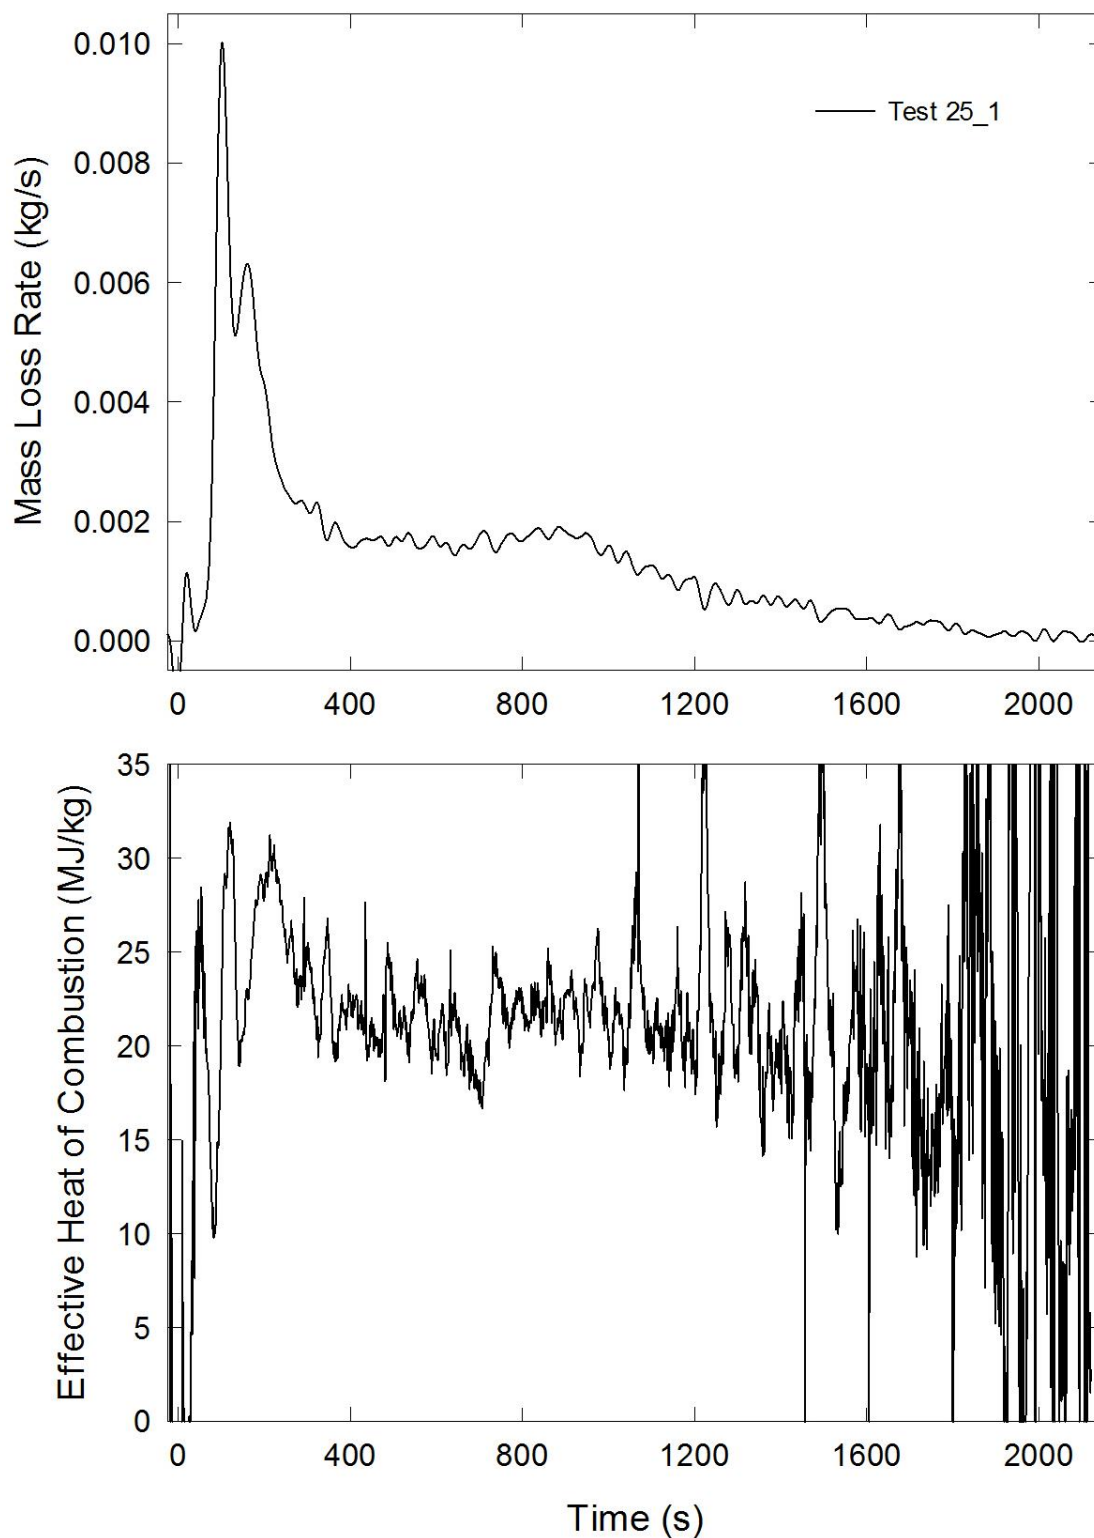 Mass Loss Rate (kg/s)
0.010
0.008
0.006
0.004
0.002
0.000
Test 25_1
0 400 800 1200 1600 2000
Effective Heat of Combustion (MJ/kg)
35
30
25
20
15
10
5
0
0 400 800 1200 1600 2000
Time (s)